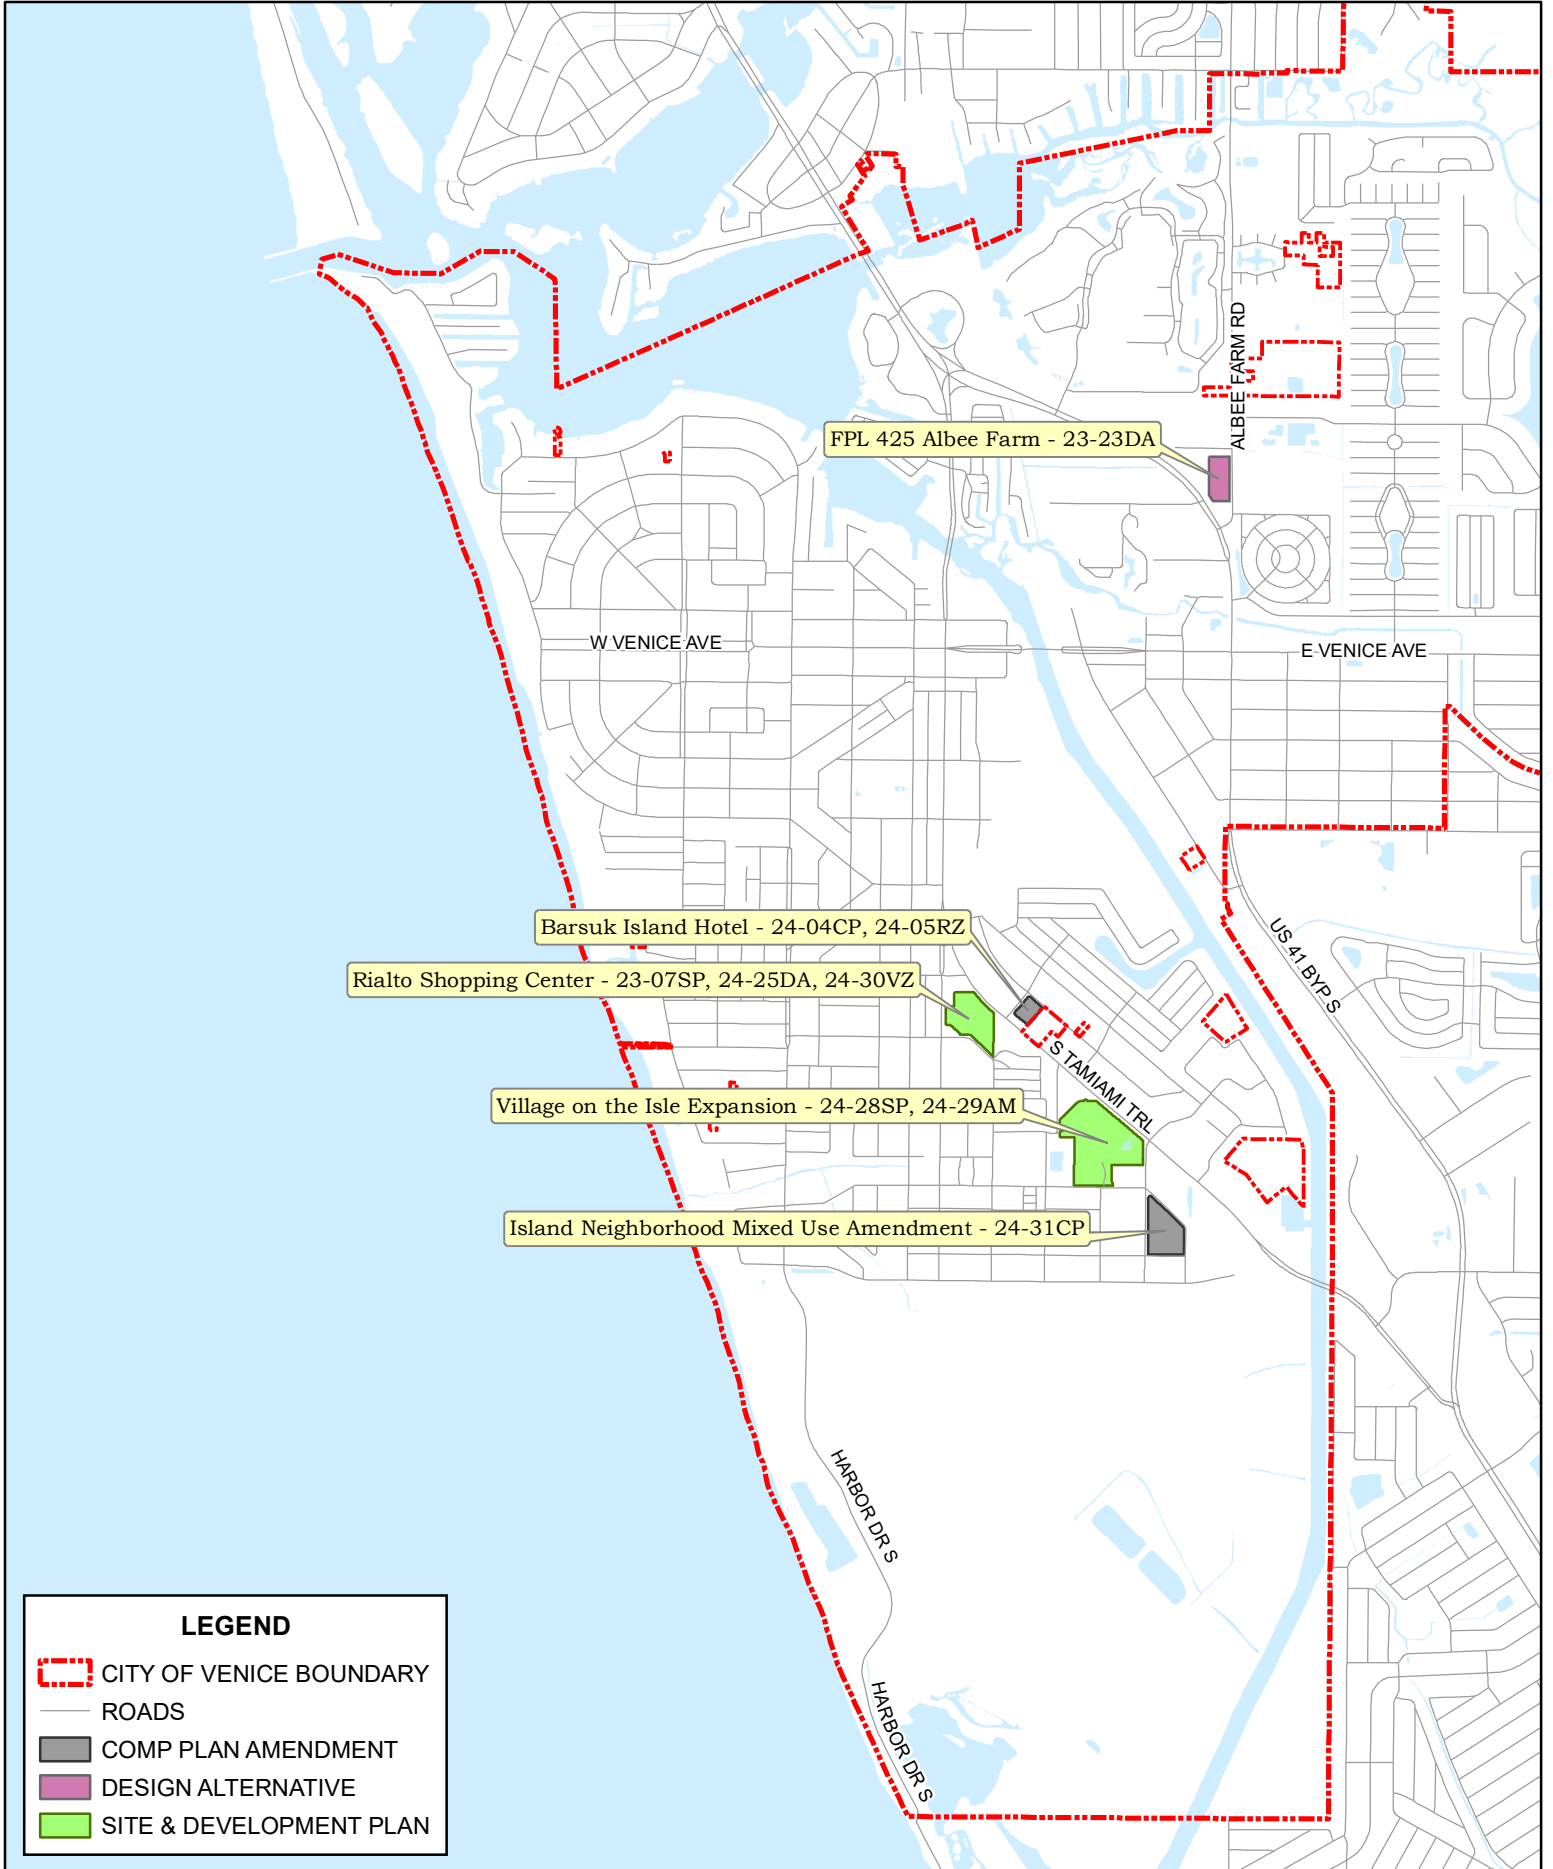 ALBEE FARM RD
FPL 425 Albee Farm - 23-23DA
W VENICE AVE
E VENICE AVE
Barsuk Island Hotel - 24-04CP, 24-05RZ
US 41 BYP S
Rialto Shopping Center - 23-07SP, 24-25DA, 24-30VZ
S TAMIAMI TRL
Village on the Isle Expansion - 24-28SP, 24-29AM
Island Neighborhood Mixed Use Amendment - 24-31CP
HARBOR DR S
HARBOR DR S
LEGEND
CITY OF VENICE BOUNDARY
ROADS
COMP PLAN AMENDMENT
DESIGN ALTERNATIVE
SITE & DEVELOPMENT PLAN